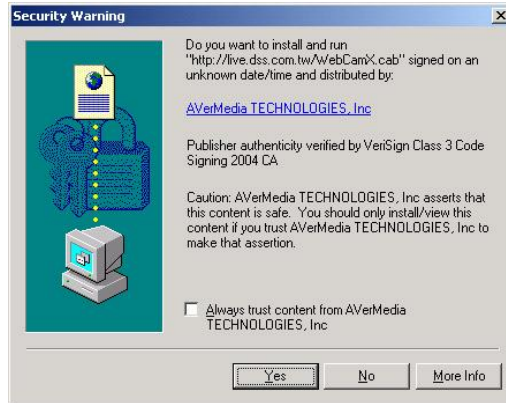 Security Warning
Do you want to install and run
"http://live.dss.com.tw/WebCamX.cab" signed on an
unknown date/time and distributed by:
AVerMedia TECHNOLOGIES, Inc
Publisher authenticity verified by VeriSign Class 3 Code
Signing 2004 CA
Caution: AVerMedia TECHNOLOGIES, Inc asserts that
this content is safe. You should only install/view this
content if you trust AVerMedia TECHNOLOGIES, Inc to
make that assertion.
Always trust content from AVerMedia
TECHNOLOGIES, Inc
Yes No More Info